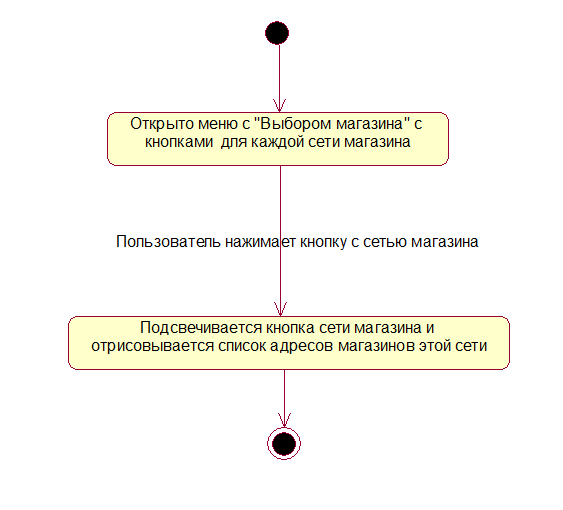 Открыто меню с "Выбором магазина" с
кнопками  для каждой сети магазина
Пользователь нажимает кнопку с сетью магазина
Подсвечивается кнопка сети магазина и
отрисовывается список адресов магазинов этой сети